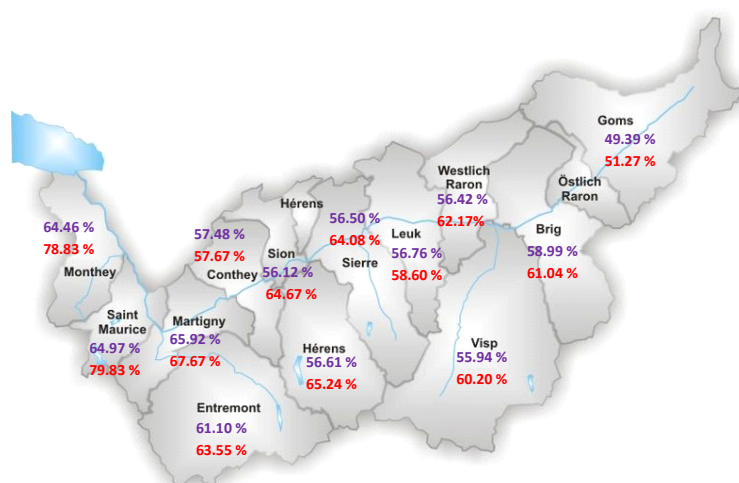 Goms
49.39 %
51.27 %
Westlich
Raron
56.42 %
62.17%
Östlich
Raron
Hérens
56.50 %
64.08 %
Sierre
Leuk
56.76 %
58.60 %
Brig
58.99 %
61.04 %
64.46 %
78.83 %
Monthey
57.48 %
57.67 %
Conthey
Sion
56.12 %
64.67 %
Saint
Maurice
64.97 %
79.83 %
Martigny
65.92 %
67.67 %
Hérens
56.61 %
65.24 %
Visp
55.94 %
60.20 %
Entremont
61.10 %
63.55 %